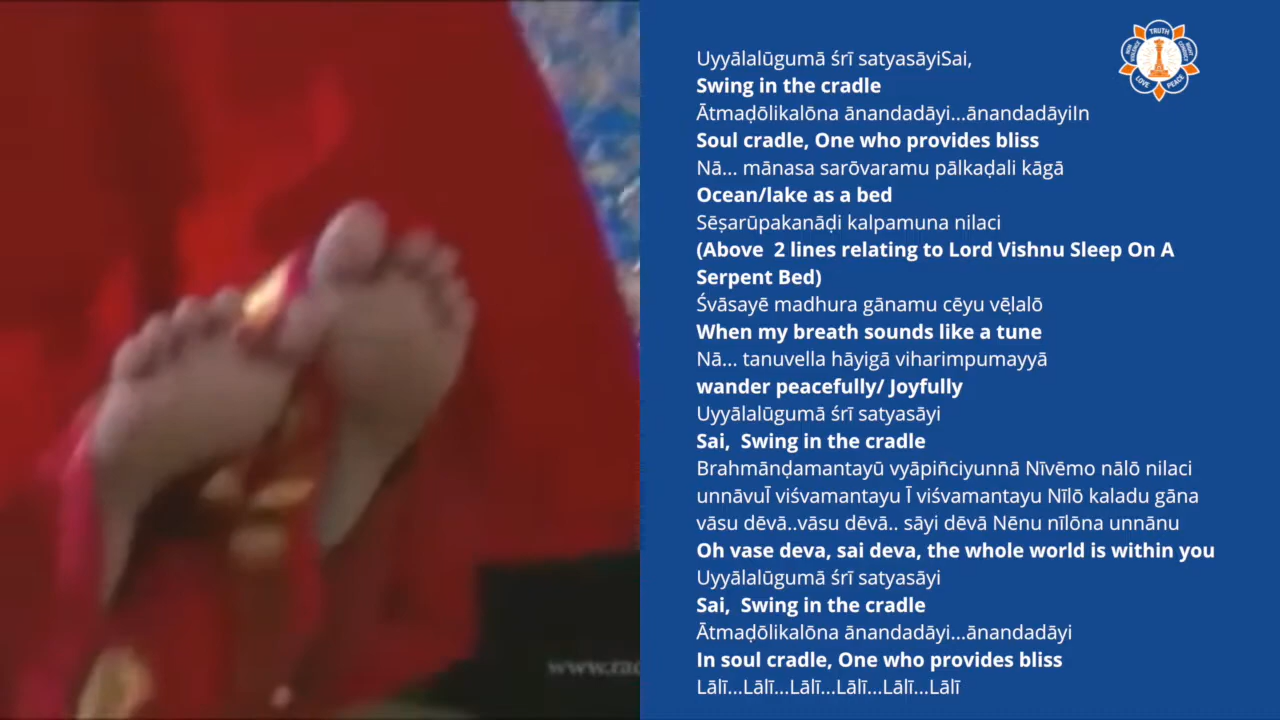 Uyyālalūgumā śrī satyasāyiSai,
Swing in the cradle
Ātmaḍōlikalōna ānandadāyi...ānandadāyiIn
Soul cradle, One who provides bliss
Nā... mānasa sarōvaramu pālkaḍali kāgā
Ocean/lake as a bed
Sēṣarūpakanāḍi kalpamuna nilaci
(Above 2 lines relating to Lord Vishnu Sleep On A
Serpent Bed)
Śvāsayē madhura gānamu cēyu vēḷalō
When my breath sounds like a tune
Nā... tanuvella hāyigā viharimpumayyā
wander peacefully/ Joyfully
Uyyālalūgumā śrī satyasāyi
Sai, Swing in the cradle
Brahmānḍamantayū vyāpiñciyunnā Nīvēmo nālō nilaci
unnāvuĪ viśvamantayu Ī viśvamantayu Nīlō kaladu gāna
vāsu dēvā..vāsu dēvā.. sāyi dēvā Nēnu nīlōna unnānu
Oh vase deva, sai deva, the whole world is within you
Uyyālalūgumā śrī satyasāyi
Sai, Swing in the cradle
Ātmaḍōlikalōna ānandadāyi...ānandadāyi
In soul cradle, One who provides bliss
Lālī...Lālī...Lālī...Lālī...Lālī...Lālī
TRUTH
RIGHT CONDUCT
PEACE
LOVE
NON VIOLENCE